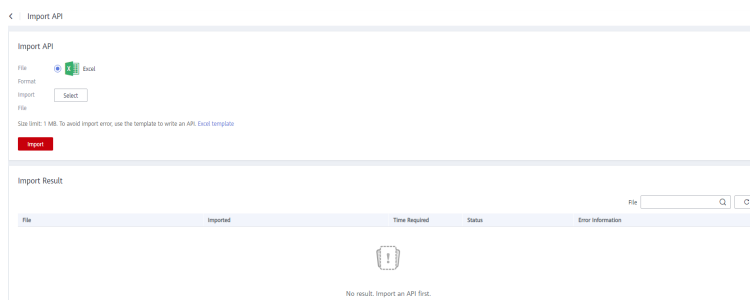 Import API
Import API
File Format
Excel
Import File
Select
Size limit: 1 MB. To avoid import error, use the template to write an API. Excel template
Import
Import Result
File
File Imported Time Required Status Error Information
No result. Import an API first.